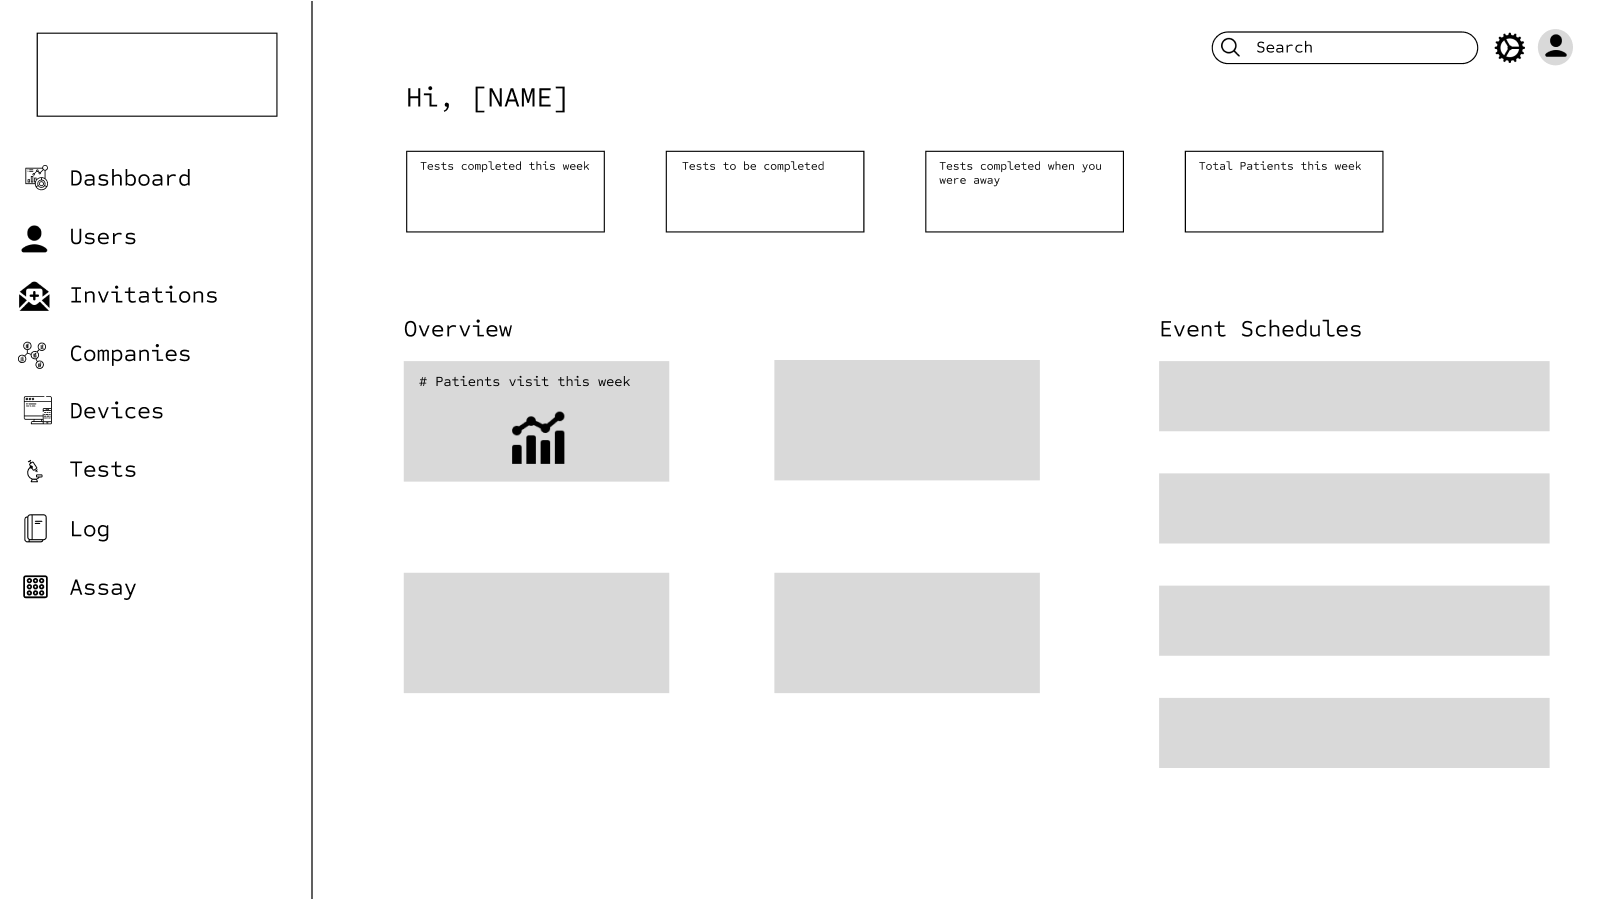 Search
Hi, [NAME]
Tests completed this week
Tests to be completed
Tests completed when you
were away
Total Patients this week
Dashboard
Users
Invitations
Companies
Devices
Tests
Log
Assay
Overview
# Patients visit this week
Event Schedules